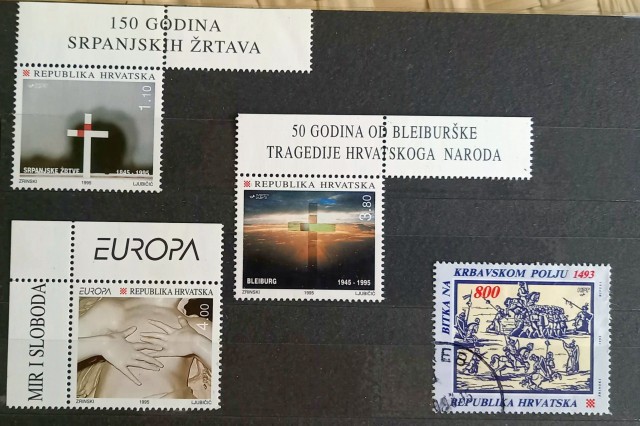 150 GODINA
SRPANJSKIH ŽRTAVA
REPUBLIKA HRVATSKA
1.10
SRPANJSKE ŽRTVE 1845 - 1995
ZRINSKI 1995 LJUBIČIĆ
50 GODINA OD BLEIBURŠKE
TRAGEDIJE HRVATSKOGA NARODA
REPUBLIKA HRVATSKA
3.80
BLEIBURG 1945 - 1995
ZRINSKI 1995 LJUBIČIĆ
EUROPA
MIR I SLOBODA
EUROPA REPUBLIKA HRVATSKA
4.00
ZRINSKI 1995 LJUBIČIĆ
BITKA NA
KRBAVSKOM POLJU 1493
800
REPUBLIKA HRVATSKA